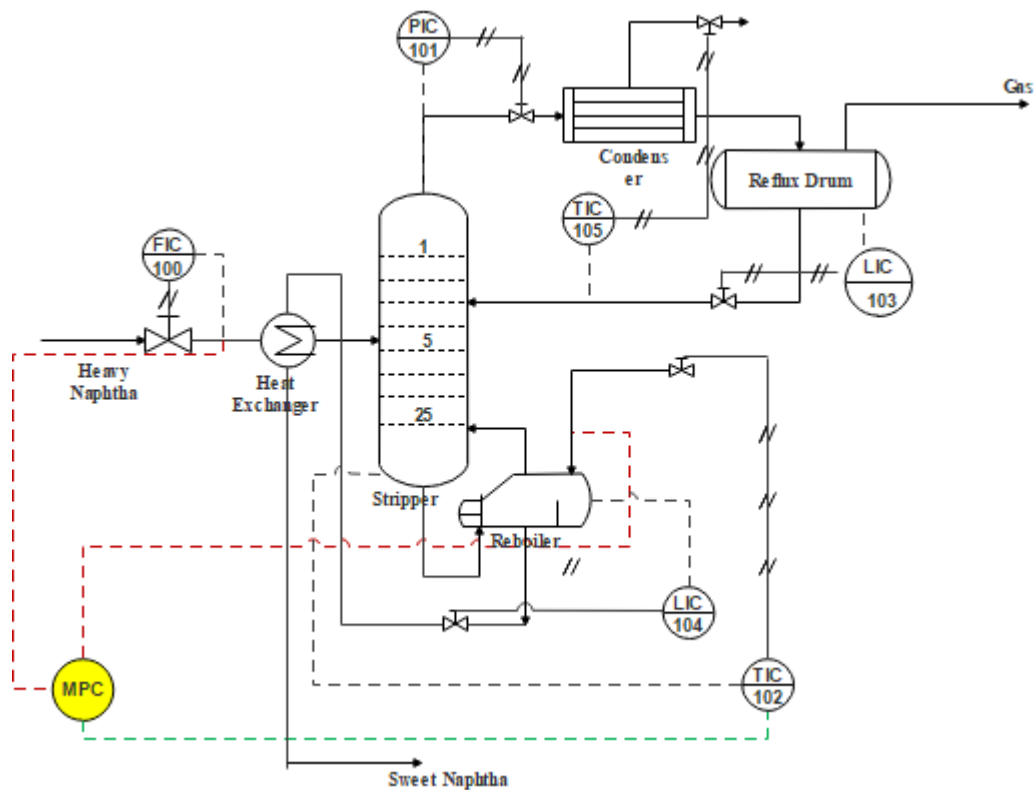 PIC
101
Gas
Condens
er
Reflux Drum
TIC
105
1
FIC
100
LIC
103
5
Heavy
Naphtha
Heat
Exchanger
25
Stripper
Reboiler
LIC
104
MPC
TIC
102
Sweet Naphtha